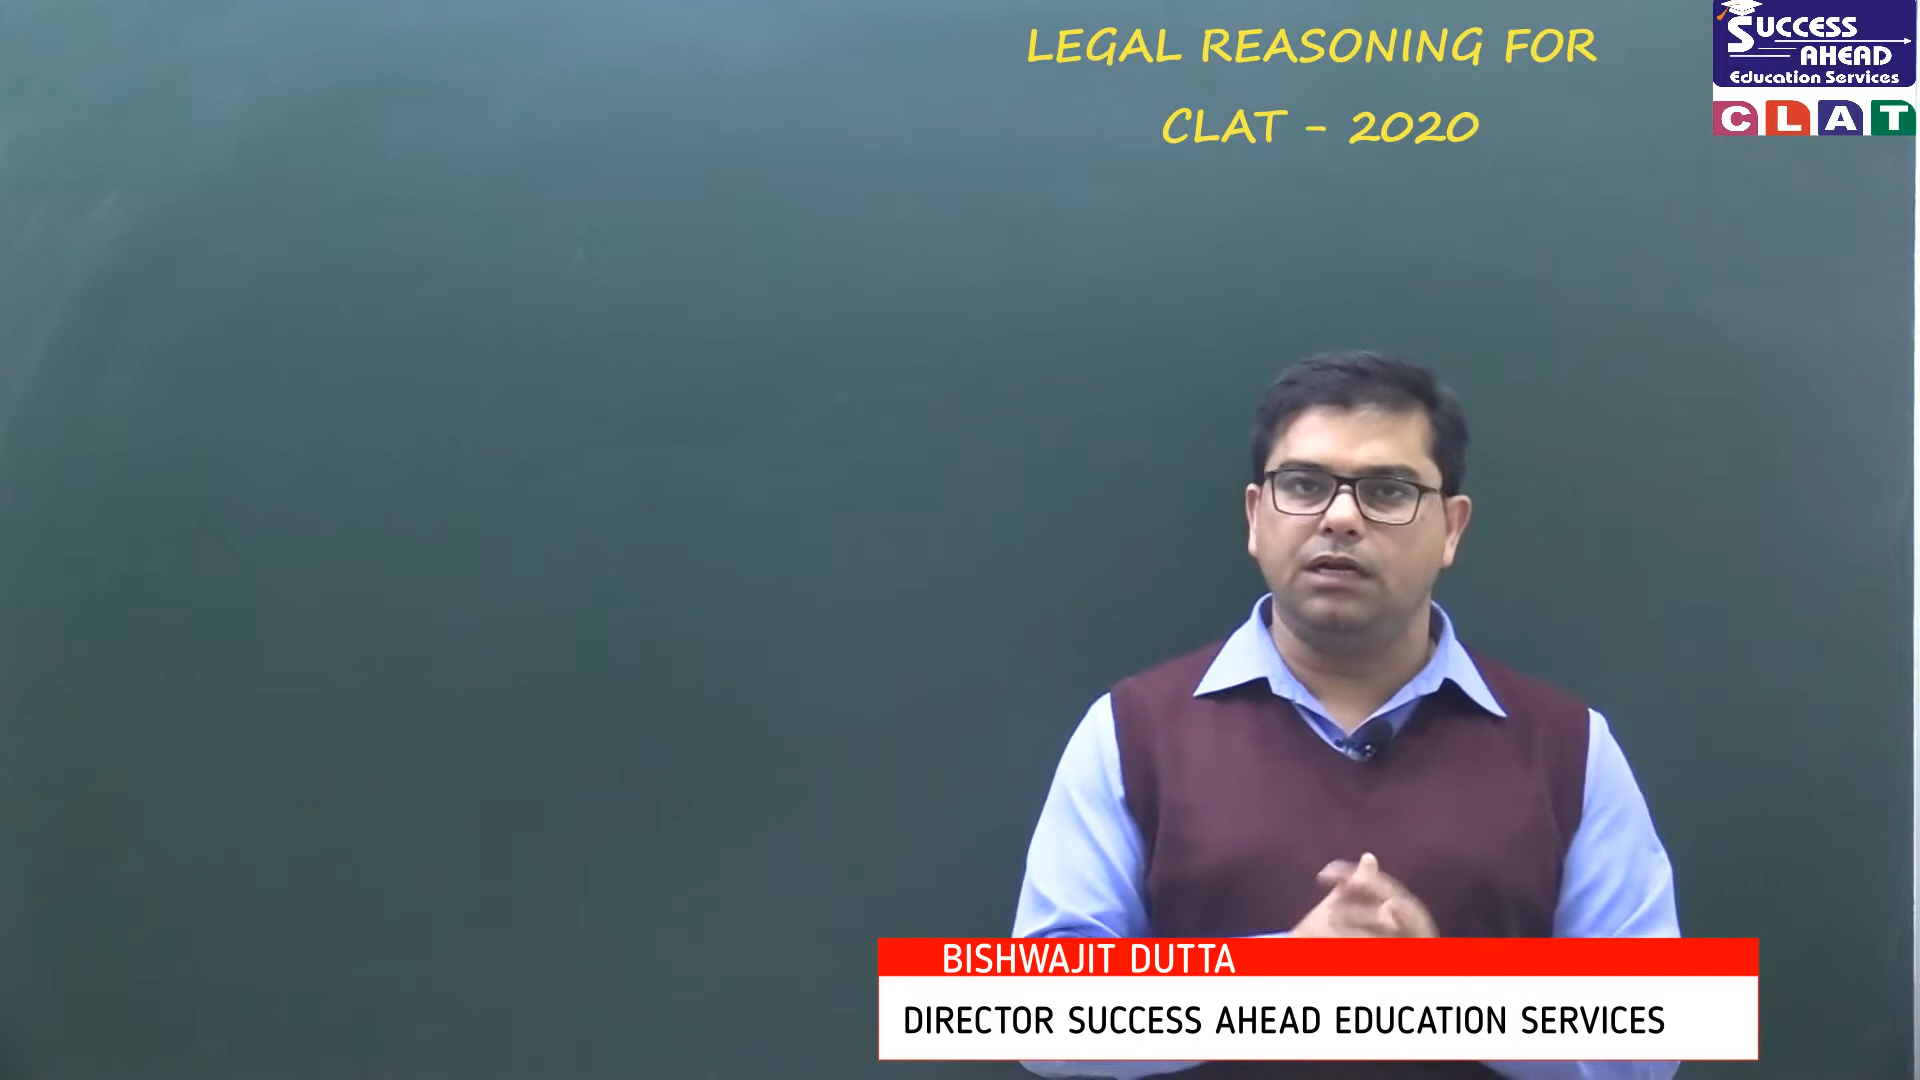 LEGAL REASONING FOR
CLAT - 2020
SUCCESS
AHEAD
Education Services
CLAT
BISHWAJIT DUTTA
DIRECTOR SUCCESS AHEAD EDUCATION SERVICES